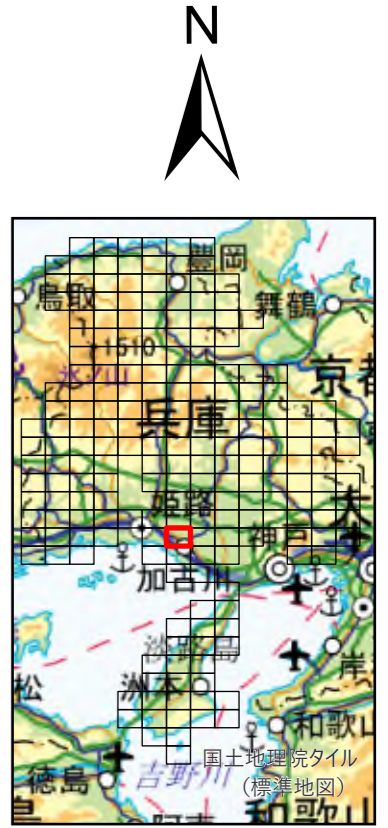 N
豊岡
鳥取
舞鶴
1510
氷ノ山
京都
兵庫
姫路
神戸
大
加古川
淡路島
岸
洲本
松
和歌山
国土地理院タイル
徳島
吉野川
(標準地図)
和歌